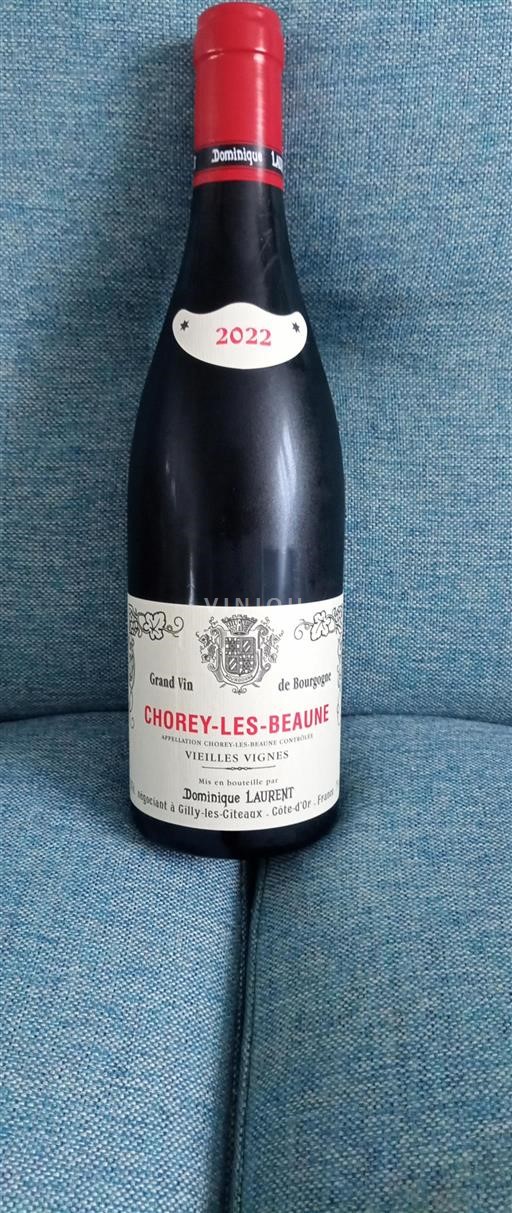 Dominique
2022
VINIOU
Grand Vin de Bourgogne
CHOREY-LES-BEAUNE
APPELLATION CHOREY-LES-BEAUNE CONTRÔLÉE
VIEILLES VIGNES
Mis en bouteille par
Dominique LAURENT
négociant à Gilly-les-Citeaux . Côte-d'Or . France